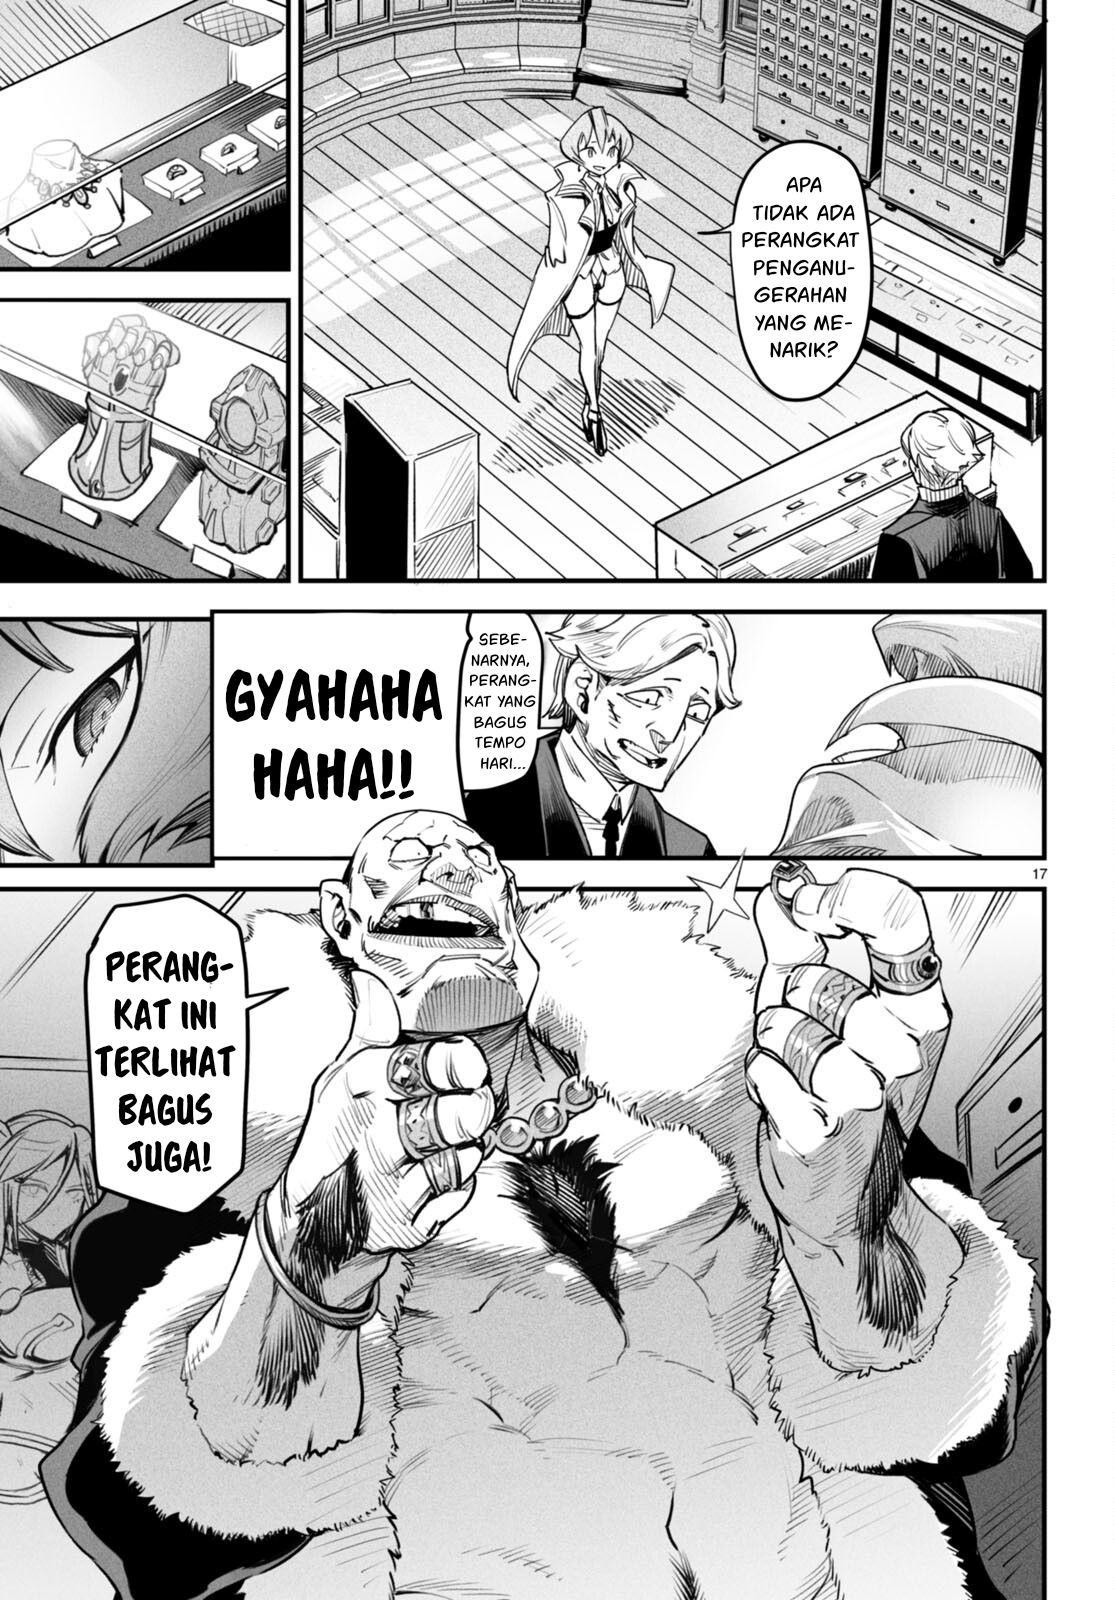 APA
TIDAK ADA
PERANGKAT
PENGANU-
GERAHAN
YANG ME-
NARIK?
SEBE-
NARNYA,
PERANG-
KAT YANG
BAGUS
TEMPO
HARI...
GYAHAHA
HAHA!!
17
PERANG-
KAT INI
TERLIHAT
BAGUS
JUGA!